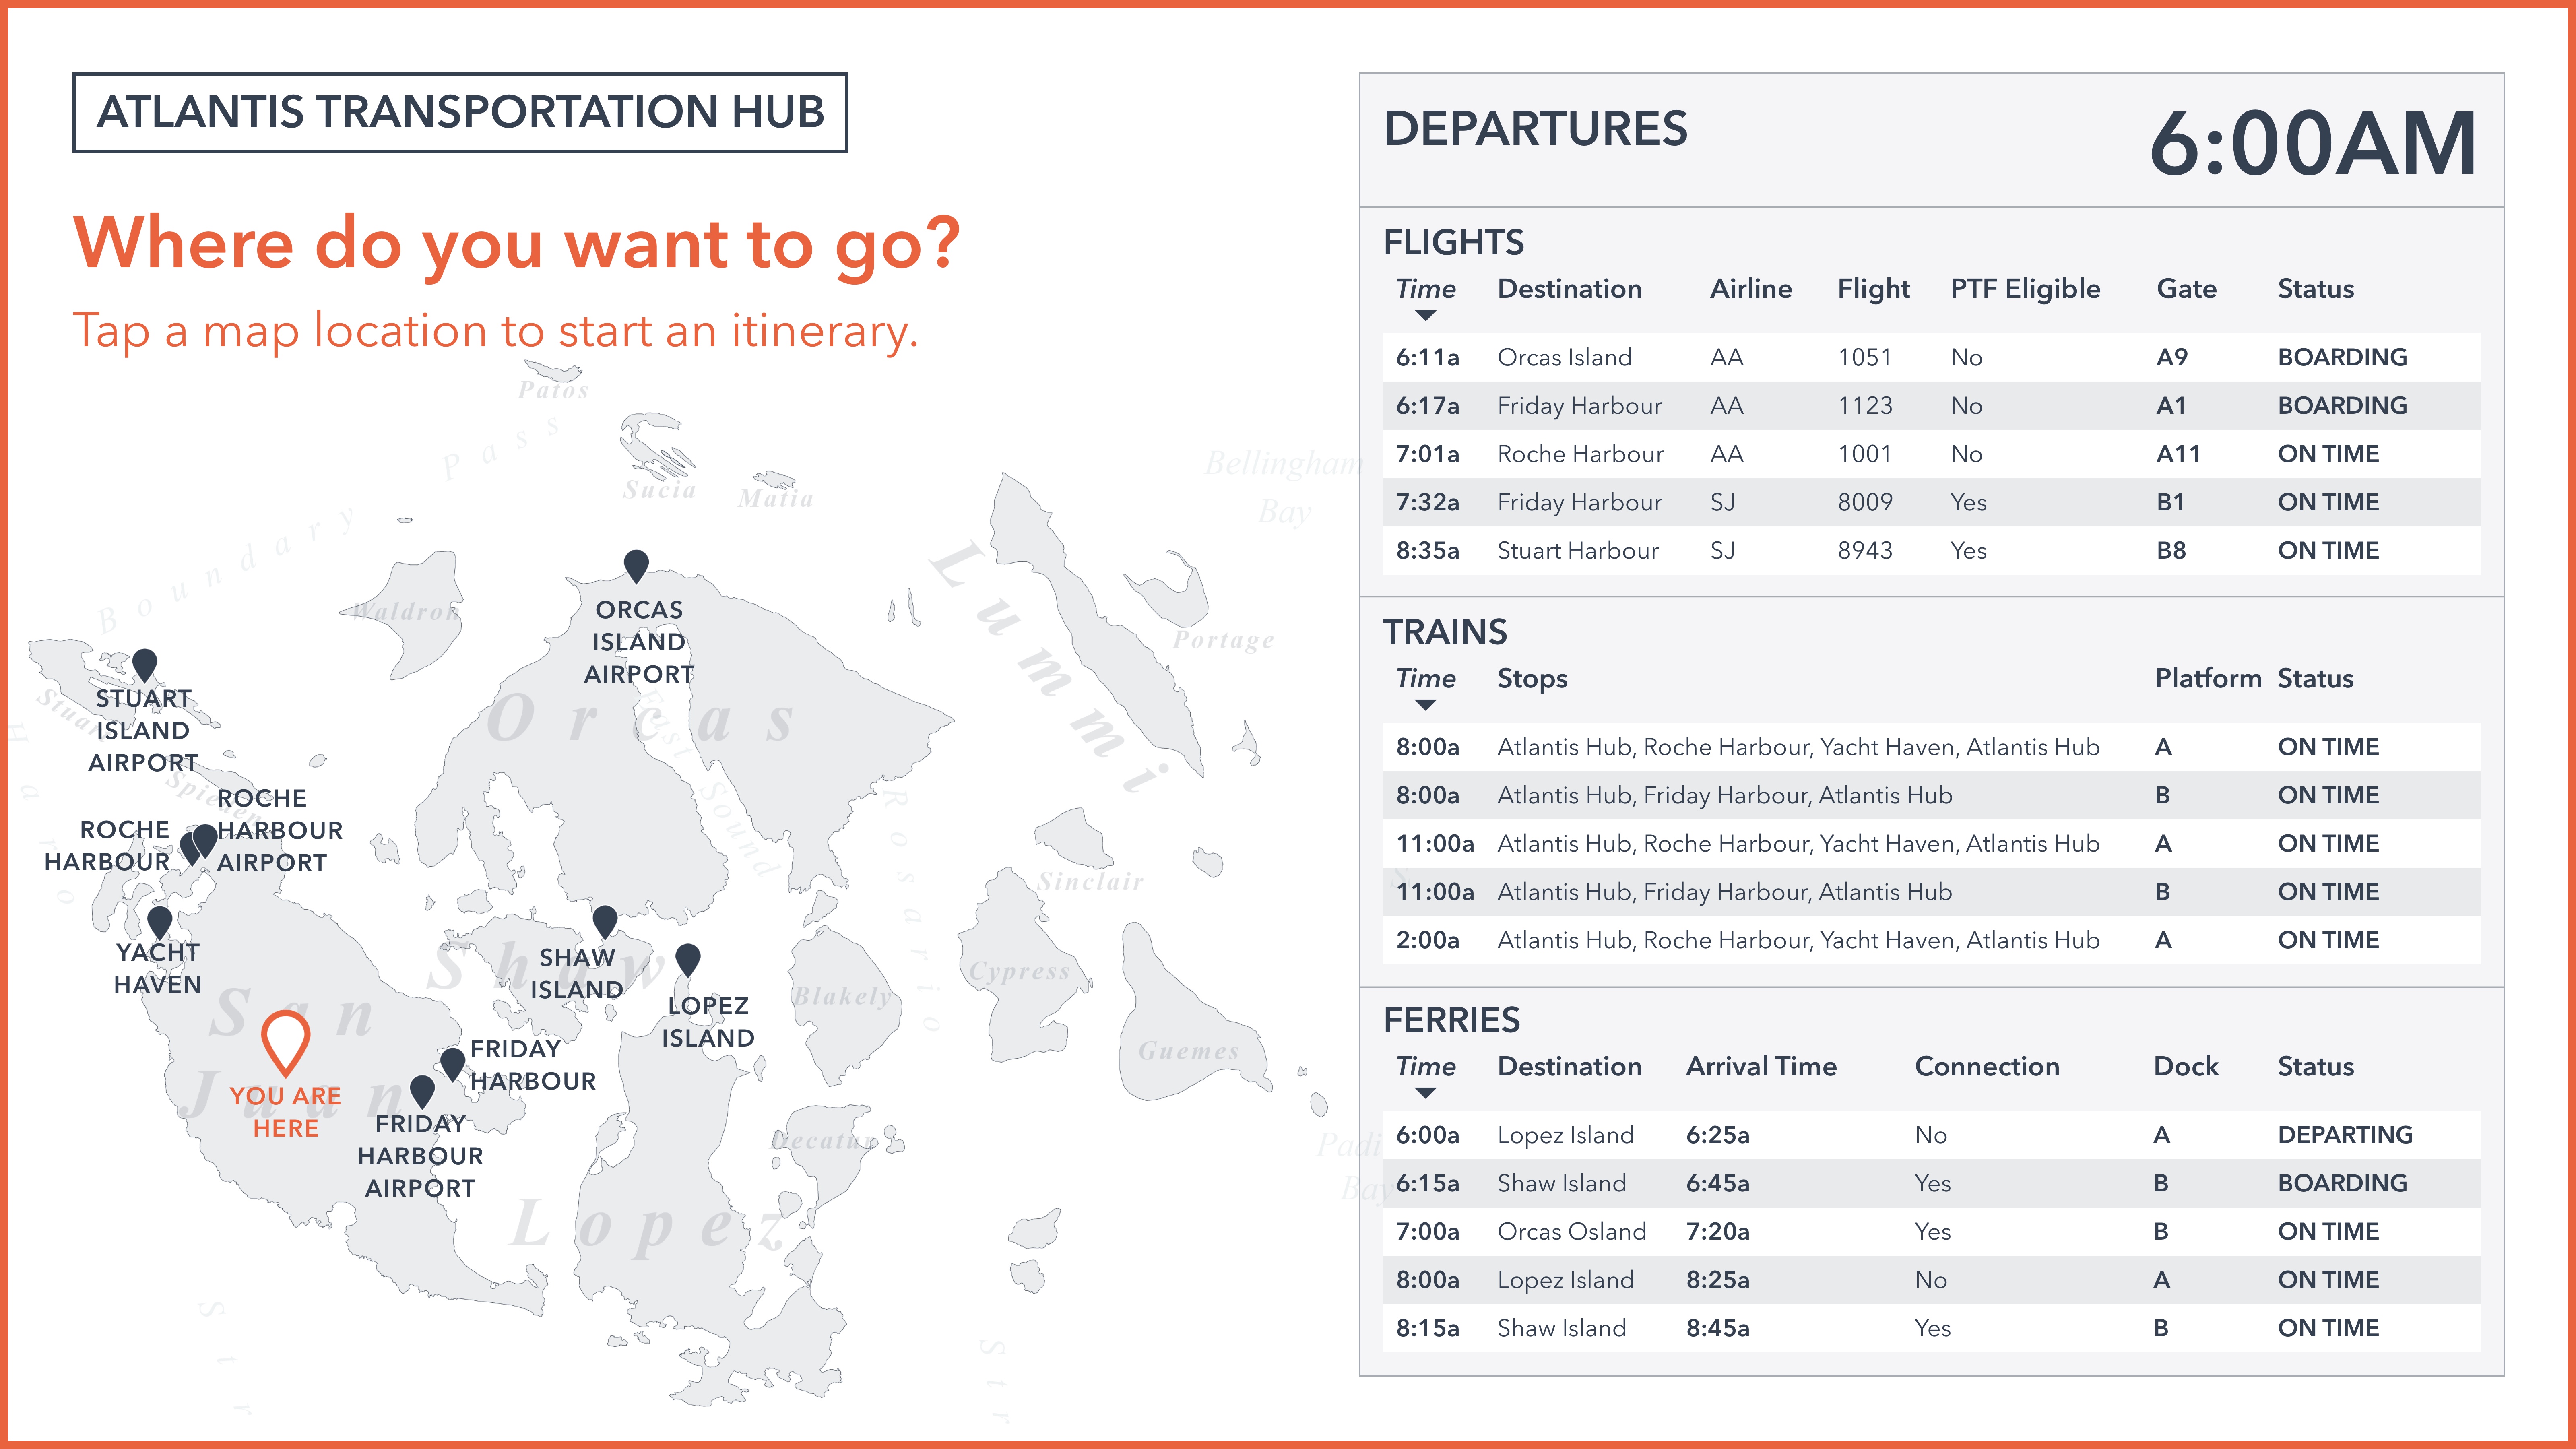 ATLANTIS TRANSPORTATION HUB
Where do you want to go?
Tap a map location to start an itinerary.
Patos
Boundary Pass
Sucia
Matia
Bellingham
Bay
Lummi
Waldron
Portage
ORCAS
ISLAND
AIRPORT
Orcas
East Sound
STUART
ISLAND
AIRPORT
Stuart
Haro
Spieden
ROCHE
HARBOUR
ROCHE
HARBOUR
AIRPORT
Rosario
Sinclair
YACHT
HAVEN
SHAW
ISLAND
Shaw
LOPEZ
ISLAND
Blakely
Cypress
Guemes
San
Juan
YOU ARE
HERE
FRIDAY
HARBOUR
FRIDAY
HARBOUR
AIRPORT
Decatur
Lopez
Padi
Bay
Str
Str
DEPARTURES 6:00AM
FLIGHTS
Time Destination Airline Flight PTF Eligible Gate Status
6:11a Orcas Island AA 1051 No A9 BOARDING
6:17a Friday Harbour AA 1123 No A1 BOARDING
7:01a Roche Harbour AA 1001 No A11 ON TIME
7:32a Friday Harbour SJ 8009 Yes B1 ON TIME
8:35a Stuart Harbour SJ 8943 Yes B8 ON TIME
TRAINS
Time Stops Platform Status
8:00a Atlantis Hub, Roche Harbour, Yacht Haven, Atlantis Hub A ON TIME
8:00a Atlantis Hub, Friday Harbour, Atlantis Hub B ON TIME
11:00a Atlantis Hub, Roche Harbour, Yacht Haven, Atlantis Hub A ON TIME
11:00a Atlantis Hub, Friday Harbour, Atlantis Hub B ON TIME
2:00a Atlantis Hub, Roche Harbour, Yacht Haven, Atlantis Hub A ON TIME
FERRIES
Time Destination Arrival Time Connection Dock Status
6:00a Lopez Island 6:25a No A DEPARTING
6:15a Shaw Island 6:45a Yes B BOARDING
7:00a Orcas Osland 7:20a Yes B ON TIME
8:00a Lopez Island 8:25a No A ON TIME
8:15a Shaw Island 8:45a Yes B ON TIME